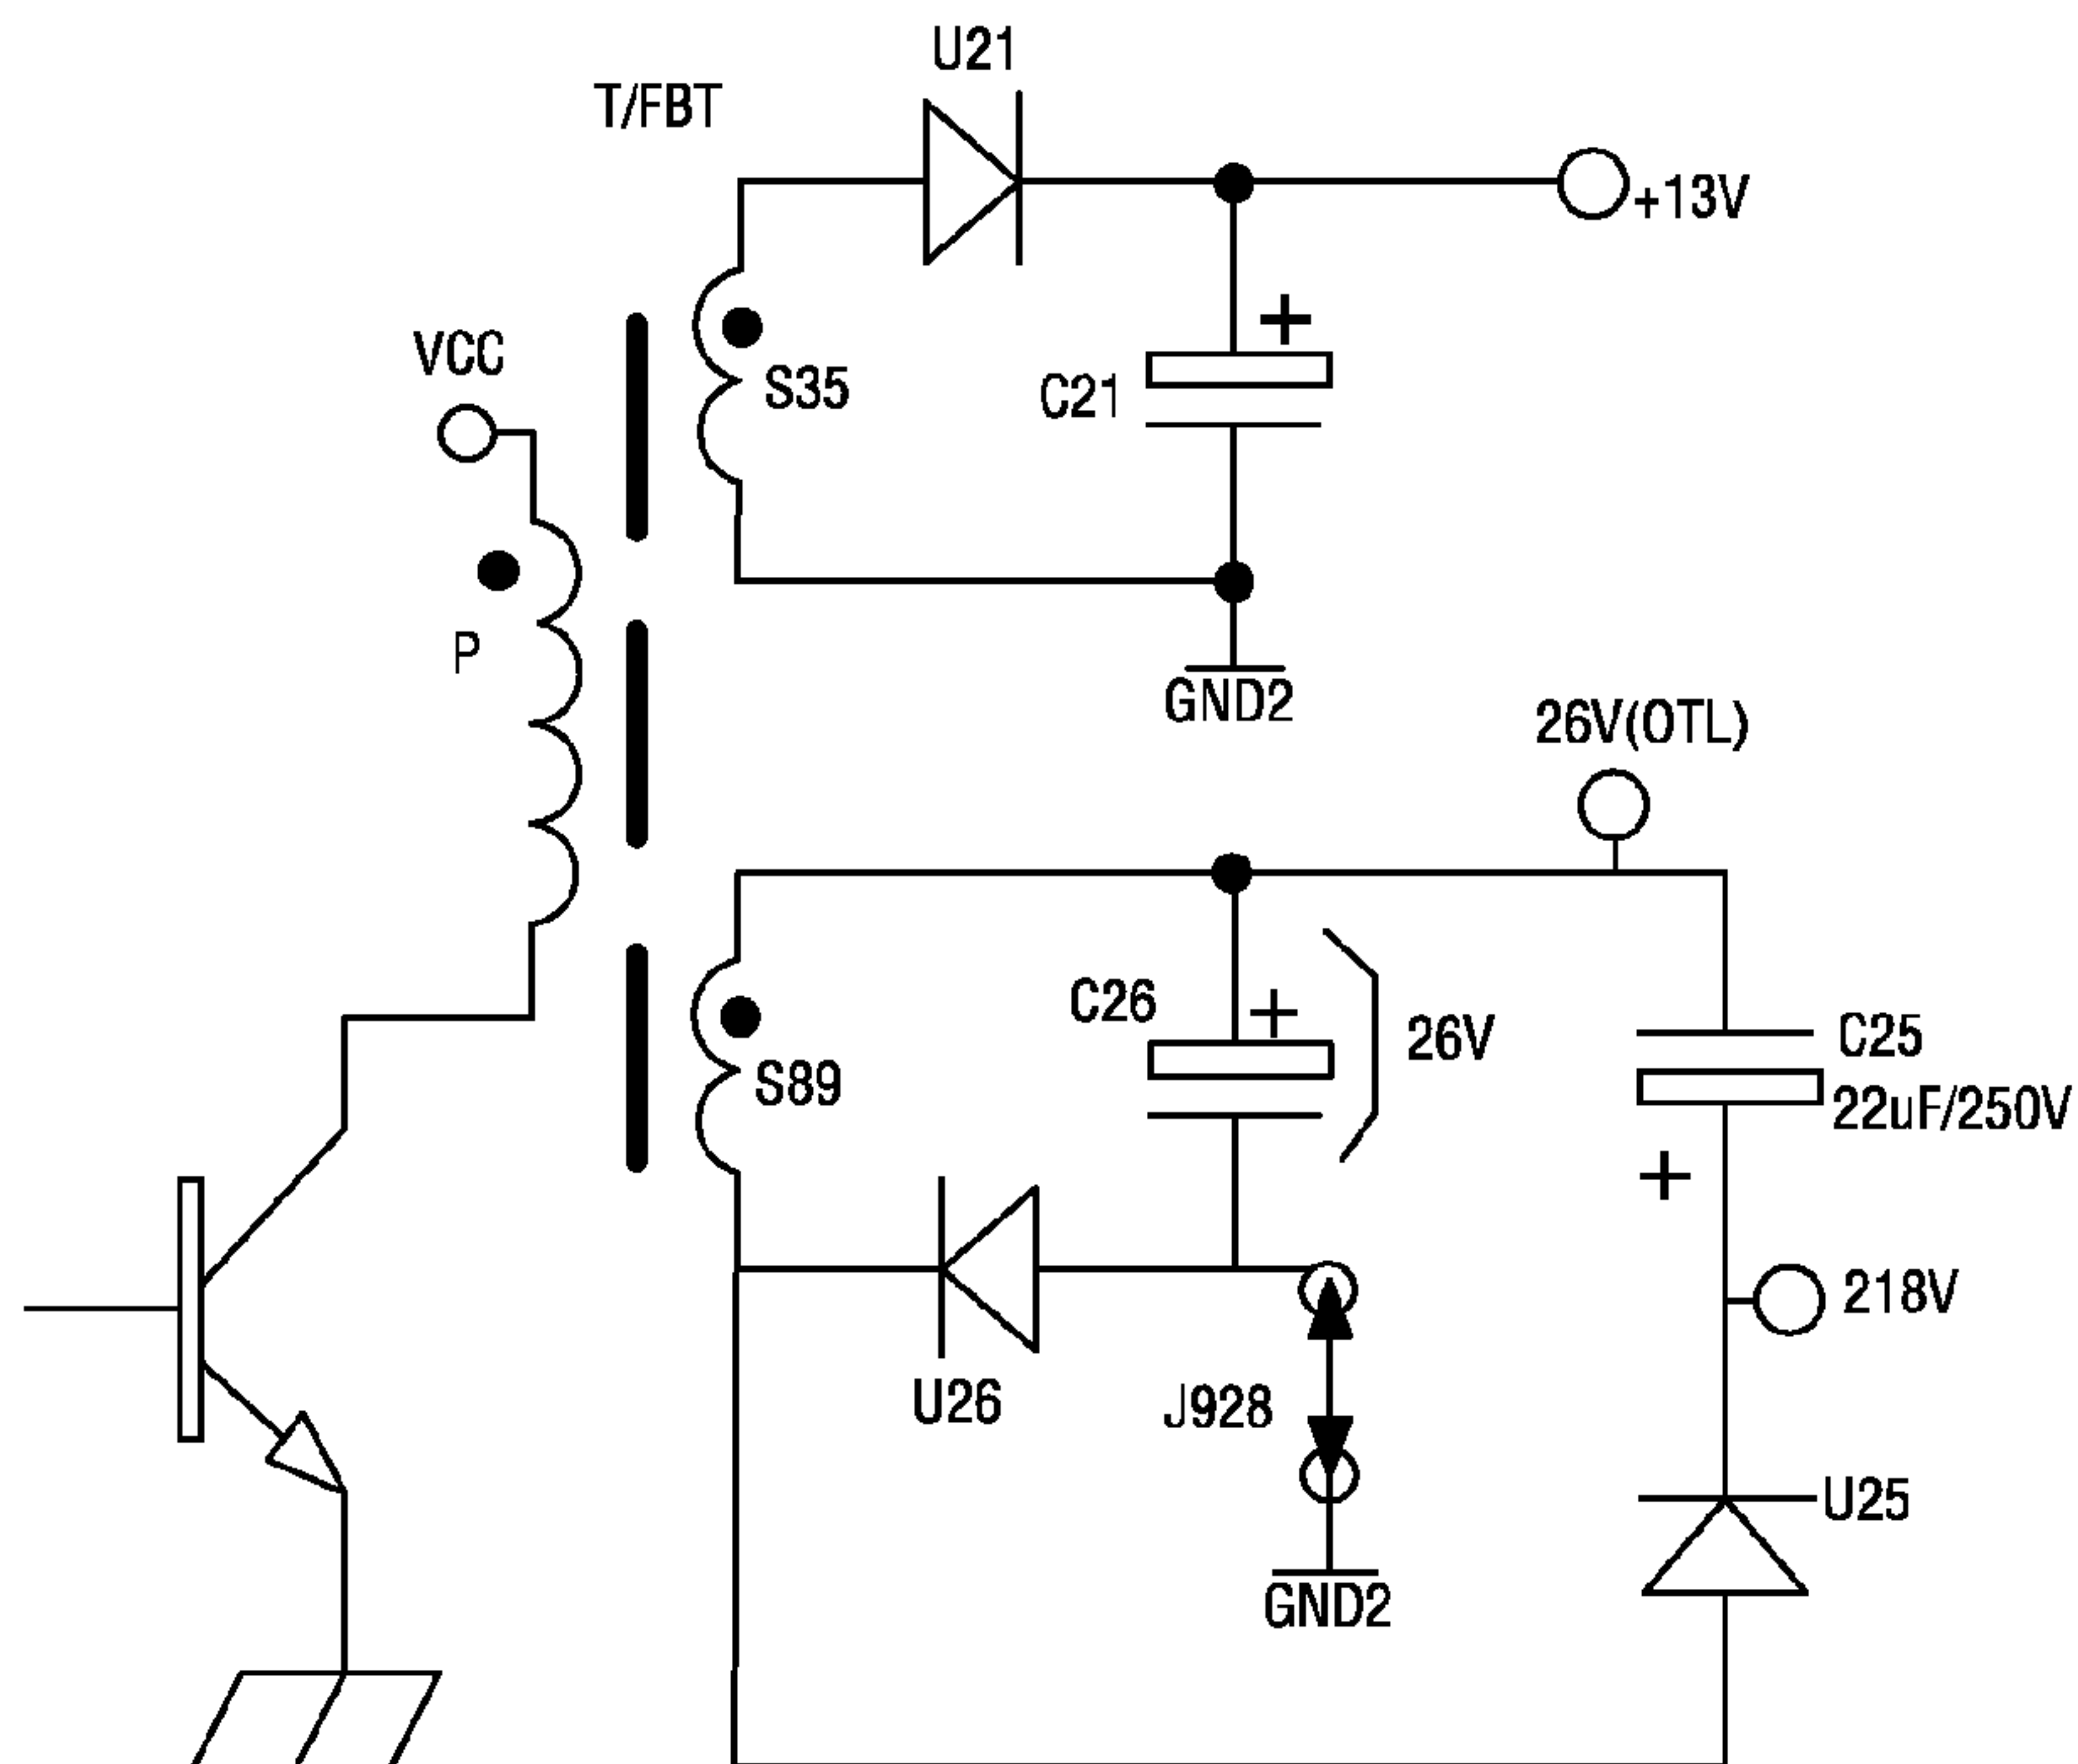 U21
T/FBT
+13V
VCC
S35
C21
+
P
GND2
26V(OTL)
C26
+
26V
C25
S89
22uF/250V
+
218V
U26
J928
U25
GND2